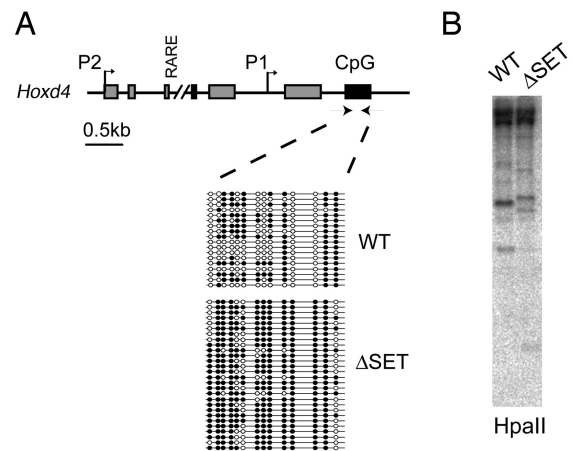 A
B
P2
RARE
P1
CpG
Hoxd4
0.5kb
WT
ΔSET
WT
ΔSET
HpaII